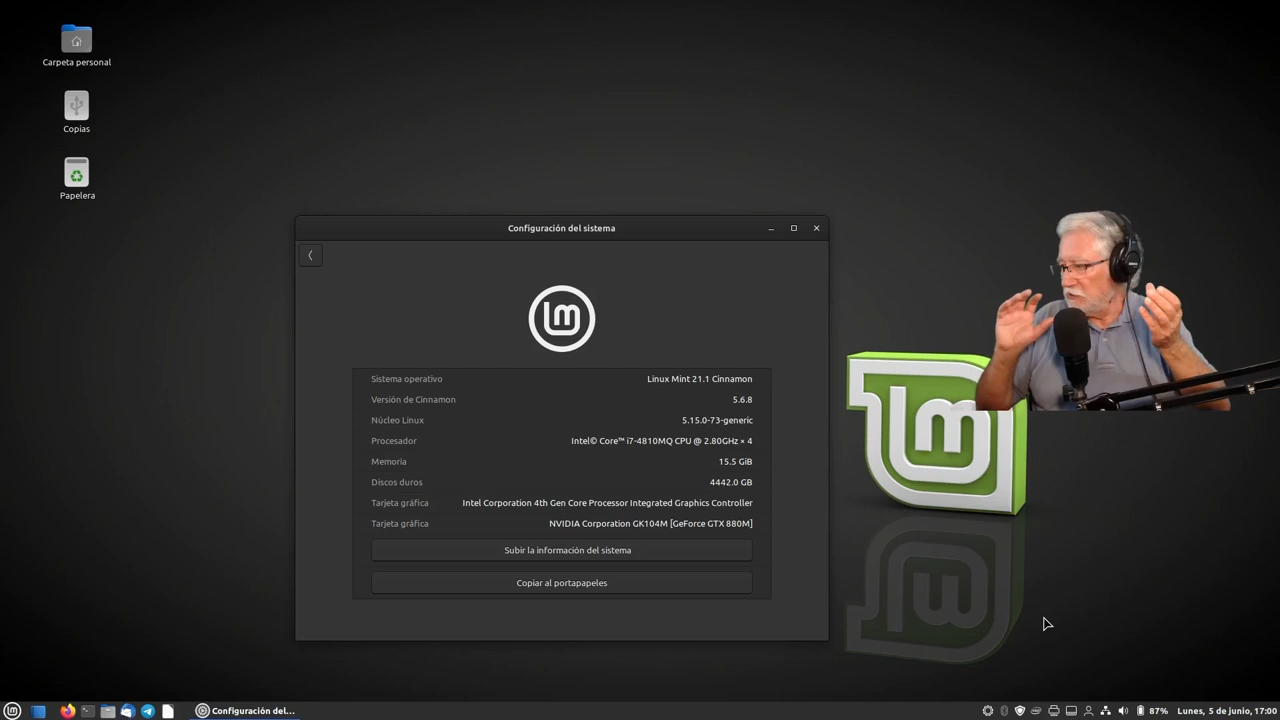 Carpeta personal
Copias
Papelera
Configuración del sistema
Sistema operativo Linux Mint 21.1 Cinnamon
Versión de Cinnamon 5.6.8
Núcleo Linux 5.15.0-73-generic
Procesador Intel© Core™ i7-4810MQ CPU @ 2.80GHz × 4
Memoria 15.5 GiB
Discos duros 4442.0 GB
Tarjeta gráfica Intel Corporation 4th Gen Core Processor Integrated Graphics Controller
Tarjeta gráfica NVIDIA Corporation GK104M [GeForce GTX 880M]
Subir la información del sistema
Copiar al portapapeles
Configuración del... 87% Lunes, 5 de junio, 17:00